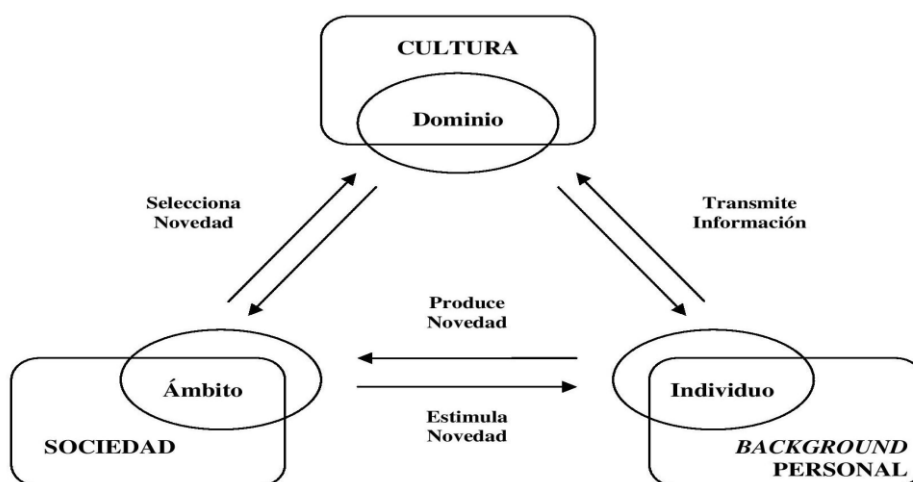 CULTURA
Dominio
Selecciona
Novedad
Transmite
Información
Produce
Novedad
Ámbito
Individuo
Estimula
Novedad
SOCIEDAD
BACKGROUND
PERSONAL